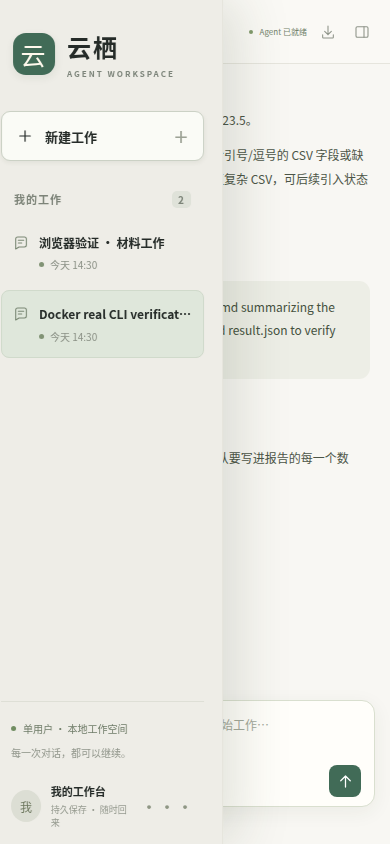 云
云栖
AGENT WORKSPACE
Agent 已就绪
新建工作
23.5。
引号/逗号的 CSV 字段或缺
复杂 CSV，可后续引入状态
我的工作
2
浏览器验证 · 材料工作
今天 14:30
Docker real CLI verificat···
今天 14:30
md summarizing the
result.json to verify
要写进报告的每一个数
始工作···
单用户 · 本地工作空间
每一次对话，都可以继续。
我
我的工作台
持久保存 · 随时回
来